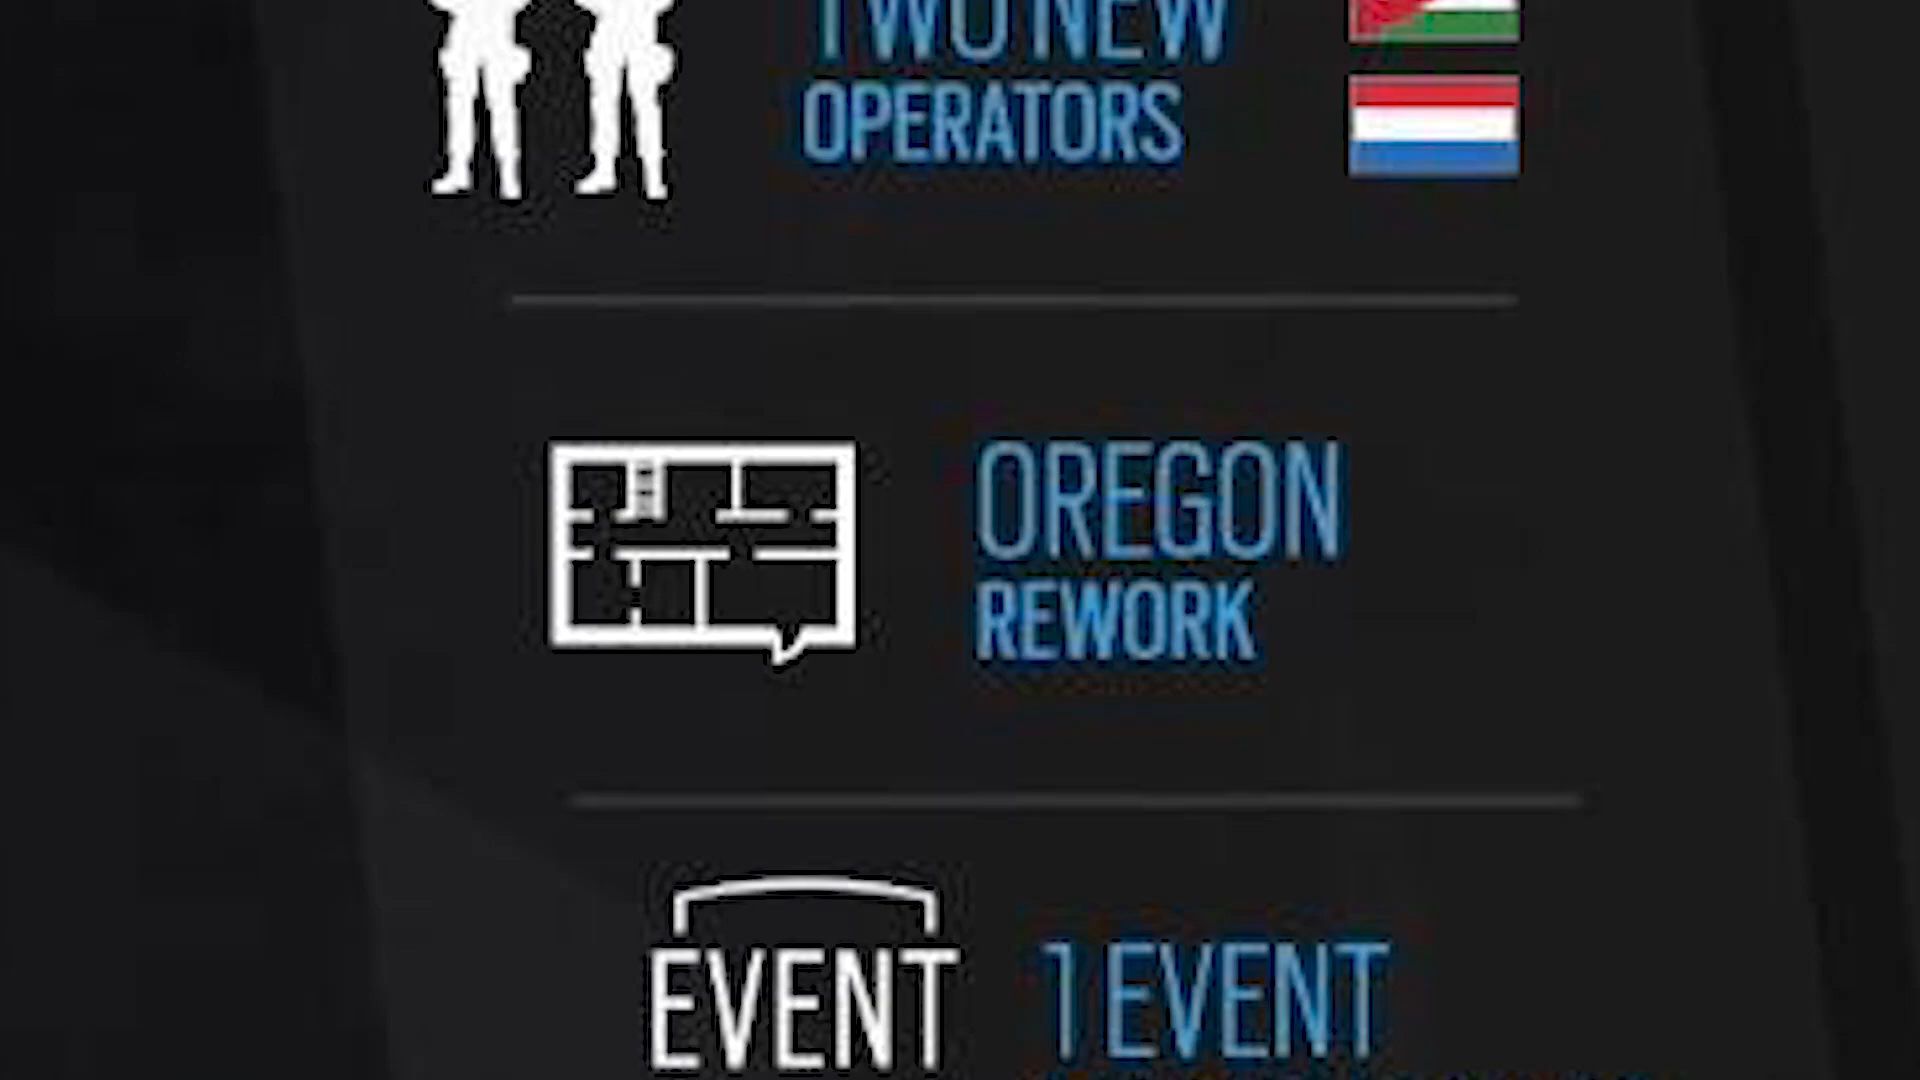 TWO NEW
OPERATORS
OREGON
REWORK
EVENT
1 EVENT